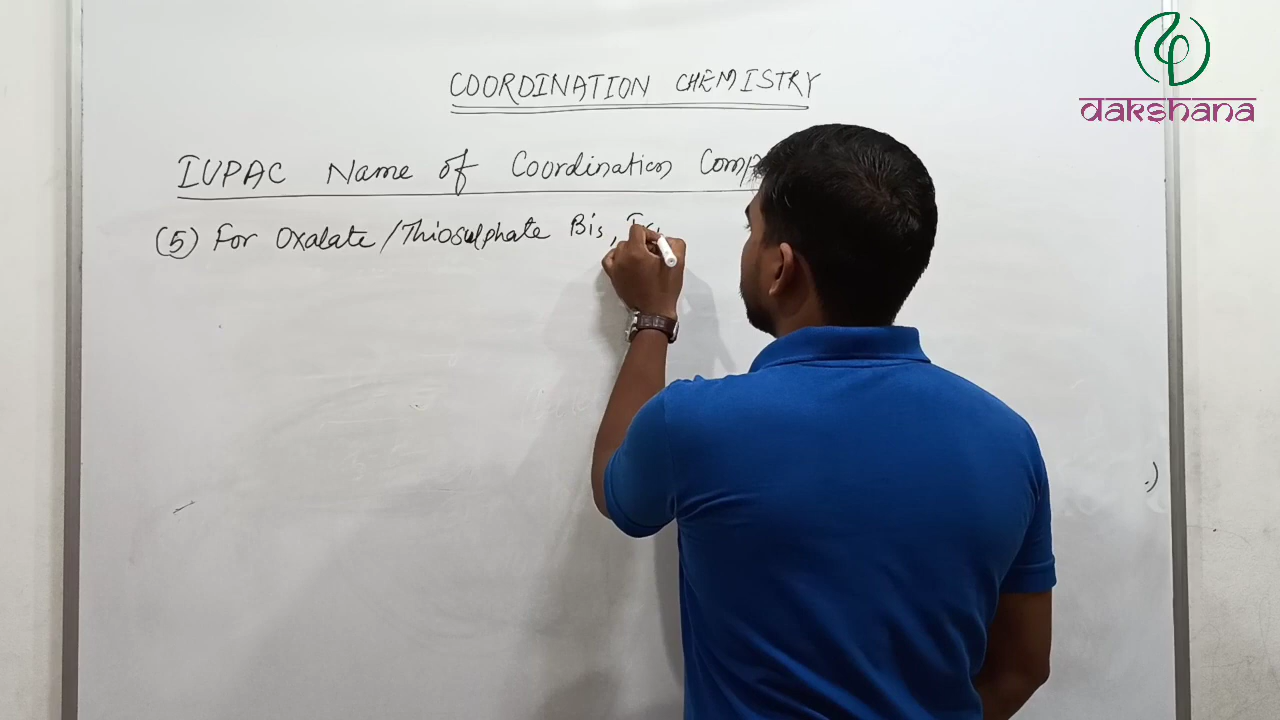 dakshana
COORDINATION CHEMISTRY
IUPAC Name of Coordination Comp
(5) For Oxalate/Thiosulphate Bis,